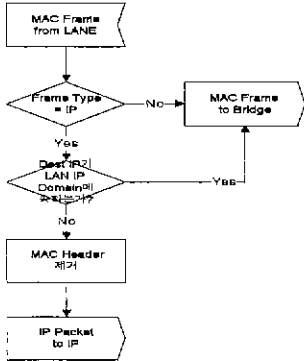 MAC Frame
from LANE
Frame Type
= IP
No
MAC Frame
to Bridge
Yes
Dest IP가
LAN IP
Domain에
Yes
No
MAC Header
제거
IP Packet
to IP